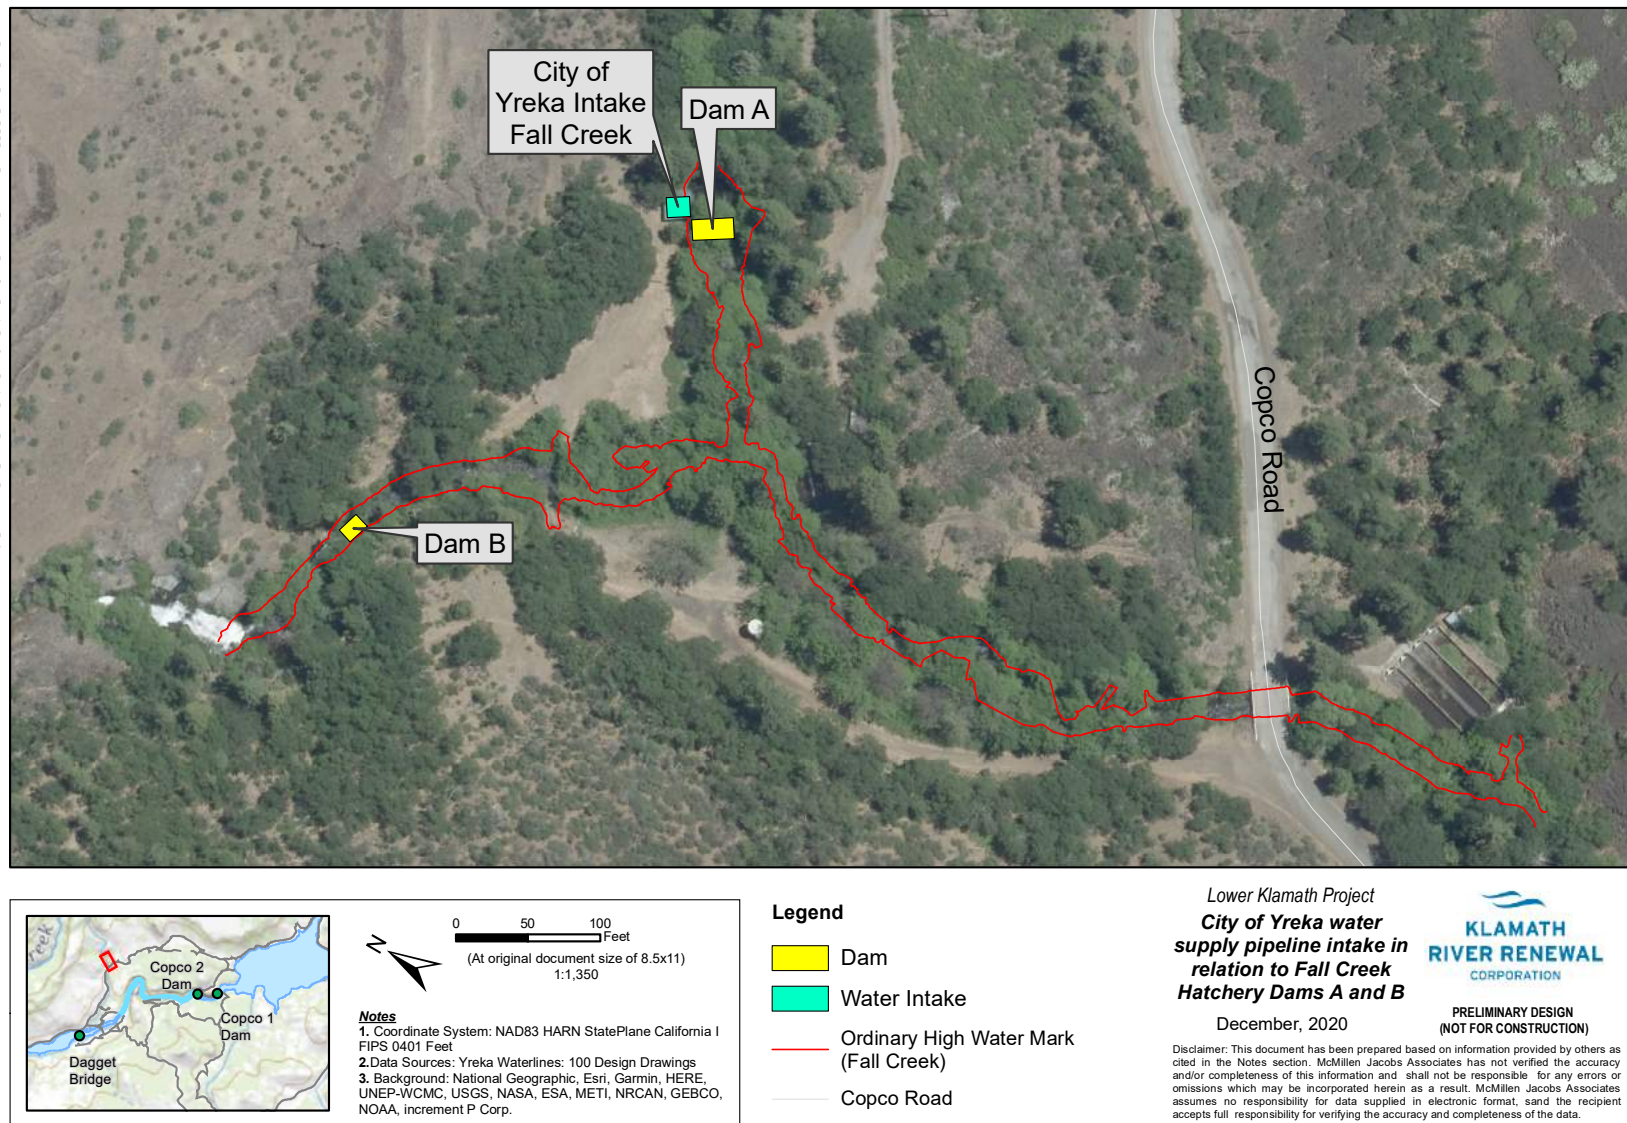 City of
Yreka Intake
Fall Creek
Dam A
Dam B
Copco Road
Creek
Copco 2
Dam
Copco 1
Dam
Dagget
Bridge
N
0 50 100
Feet
(At original document size of 8.5x11)
1:1,350
Notes
1. Coordinate System: NAD83 HARN StatePlane California I
FIPS 0401 Feet
2.Data Sources: Yreka Waterlines: 100 Design Drawings
3. Background: National Geographic, Esri, Garmin, HERE,
UNEP-WCMC, USGS, NASA, ESA, METI, NRCAN, GEBCO,
NOAA, increment P Corp.
Legend
Dam
Water Intake
Ordinary High Water Mark
(Fall Creek)
Copco Road
Lower Klamath Project
City of Yreka water
supply pipeline intake in
relation to Fall Creek
Hatchery Dams A and B
December, 2020
KLAMATH
RIVER RENEWAL
CORPORATION
PRELIMINARY DESIGN
(NOT FOR CONSTRUCTION)
Disclaimer: This document has been prepared based on information provided by others as
cited in the Notes section. McMillen Jacobs Associates has not verified the accuracy
and/or completeness of this information and shall not be responsible for any errors or
omissions which may be incorporated herein as a result. McMillen Jacobs Associates
assumes no responsibility for data supplied in electronic format, sand the recipient
accepts full responsibility for verifying the accuracy and completeness of the data.